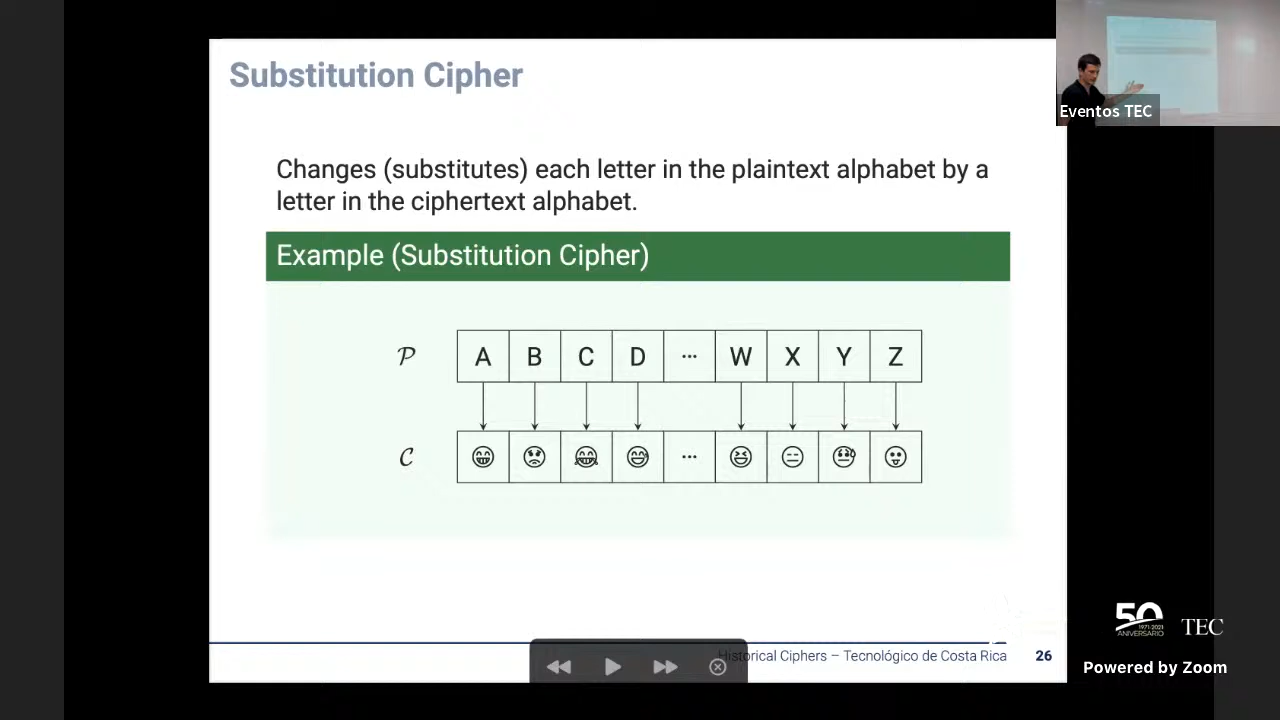 Substitution Cipher
Eventos TEC
Changes (substitutes) each letter in the plaintext alphabet by a
letter in the ciphertext alphabet.
Example (Substitution Cipher)
𝒫 A B C D ... W X Y Z
𝒞 ...
50 TEC
1971-2021
ANIVERSARIO
Historical Ciphers – Tecnológico de Costa Rica 26
Powered by Zoom